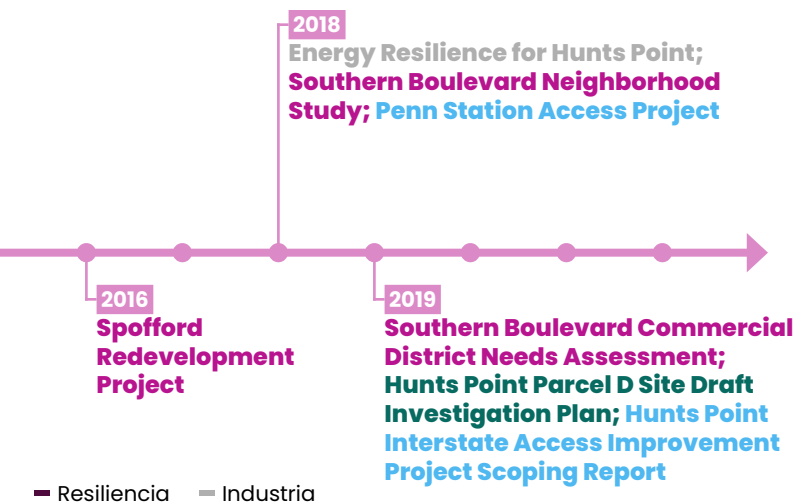 2018
Energy Resilience for Hunts Point;
Southern Boulevard Neighborhood
Study; Penn Station Access Project
2016
Spofford
Redevelopment
Project
2019
Southern Boulevard Commercial
District Needs Assessment;
Hunts Point Parcel D Site Draft
Investigation Plan; Hunts Point
Interstate Access Improvement
Project Scoping Report
Resiliencia Industria